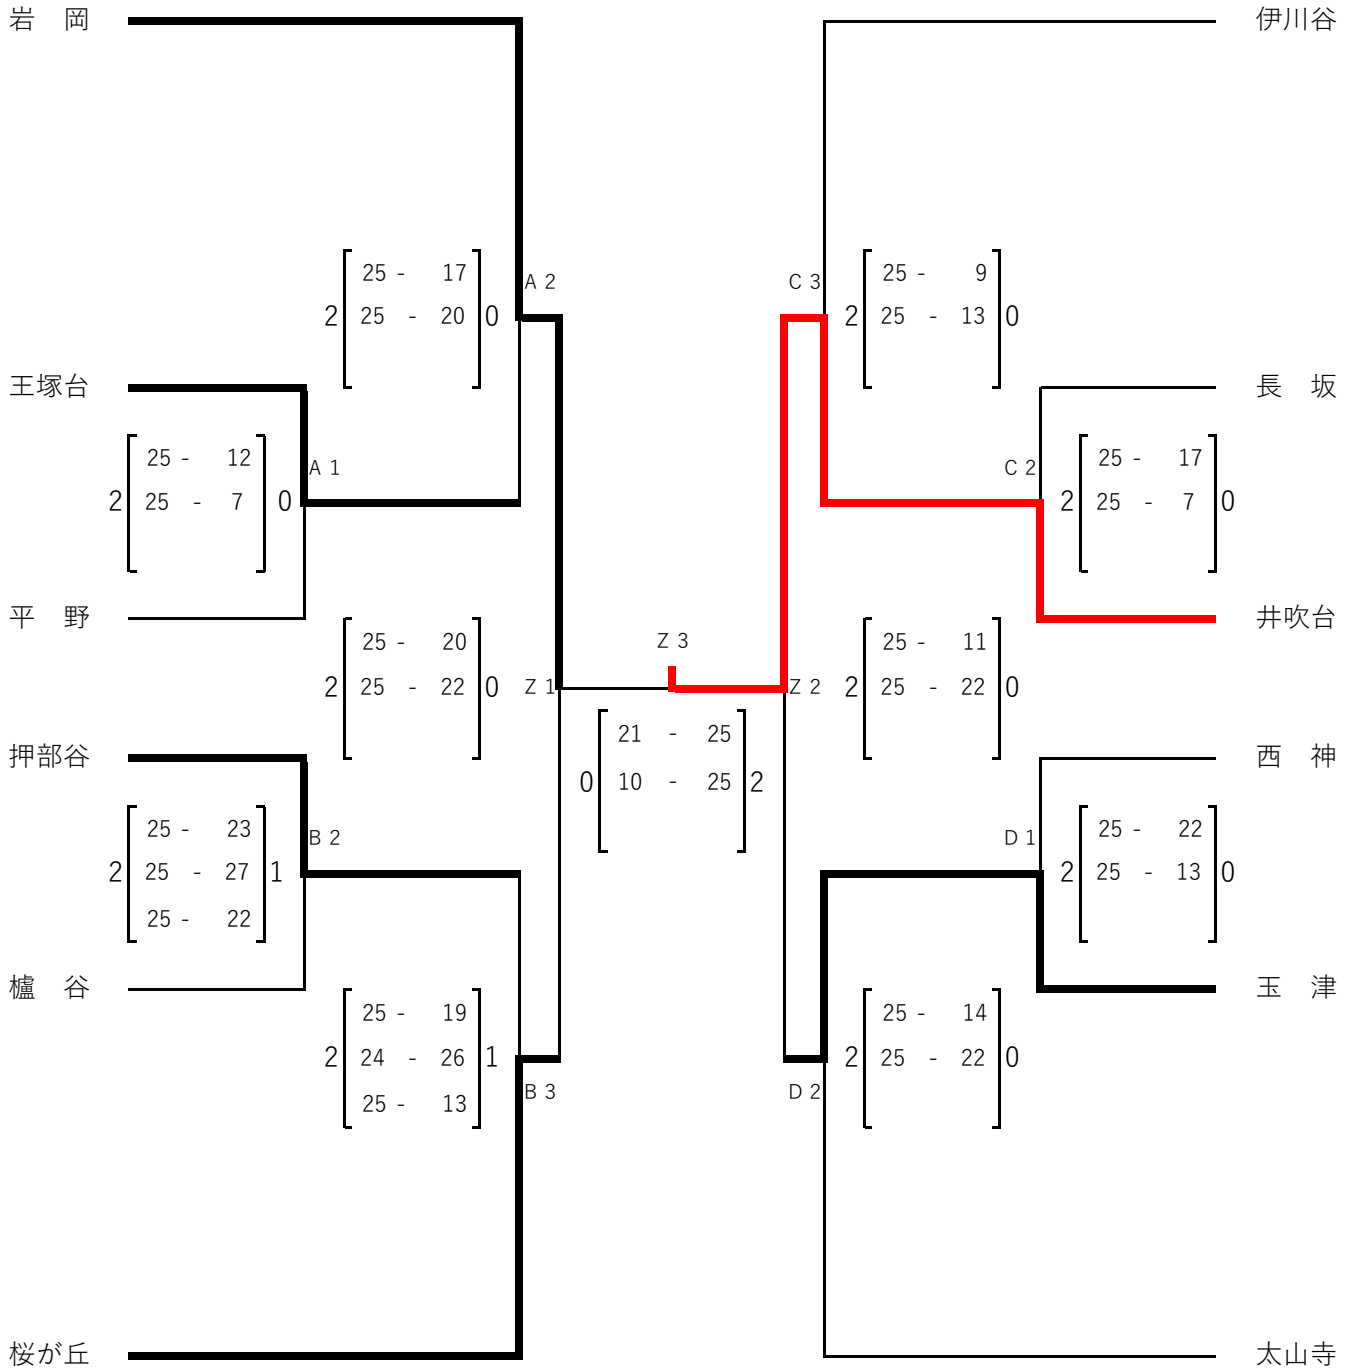 岩　岡
伊川谷
25 - 17
A 2
C 3
25 - 9
2 25 - 20 0
2 25 - 13 0
王塚台
長　坂
25 - 12
A 1
C 2
25 - 17
2 25 - 7 0
2 25 - 7 0
平　野
井吹台
25 - 20
Z 3
25 - 11
2 25 - 22 0
Z 1
Z 2
2 25 - 22 0
21 - 25
0 10 - 25 2
押部谷
西　神
25 - 23
B 2
D 1
25 - 22
2 25 - 27 1
2 25 - 13 0
25 - 22
櫨　谷
玉　津
25 - 19
25 - 14
2 24 - 26 1
2 25 - 22 0
B 3
D 2
25 - 13
桜が丘
太山寺